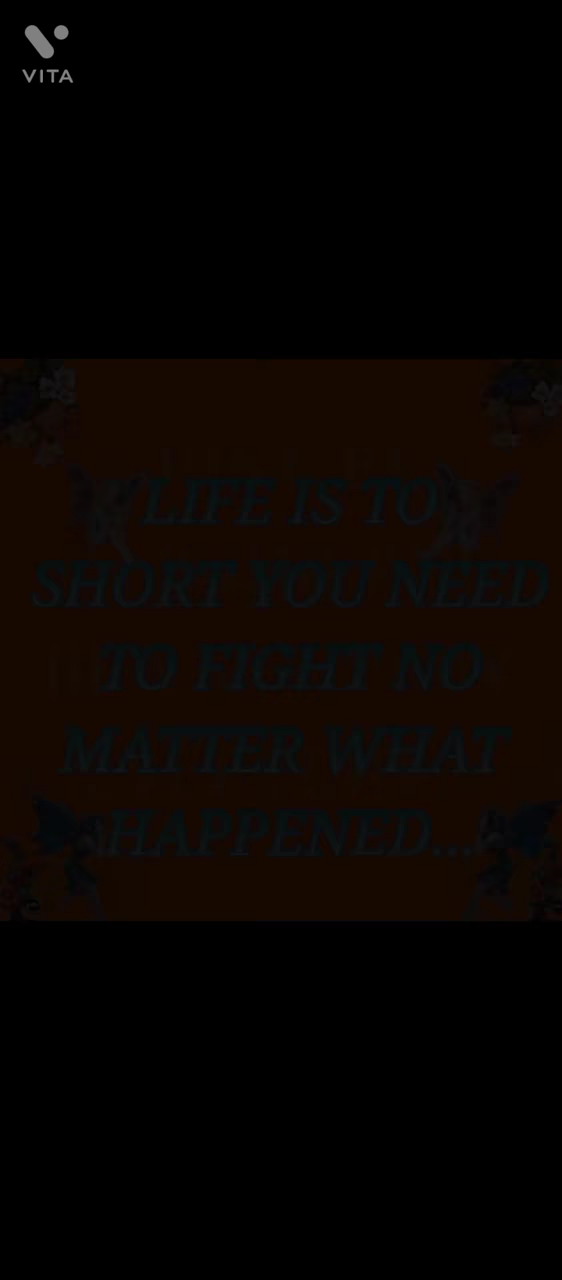 VITA
LIFE IS TO
SHORT YOU NEED
TO FIGHT NO
MATTER WHAT
HAPPENED...